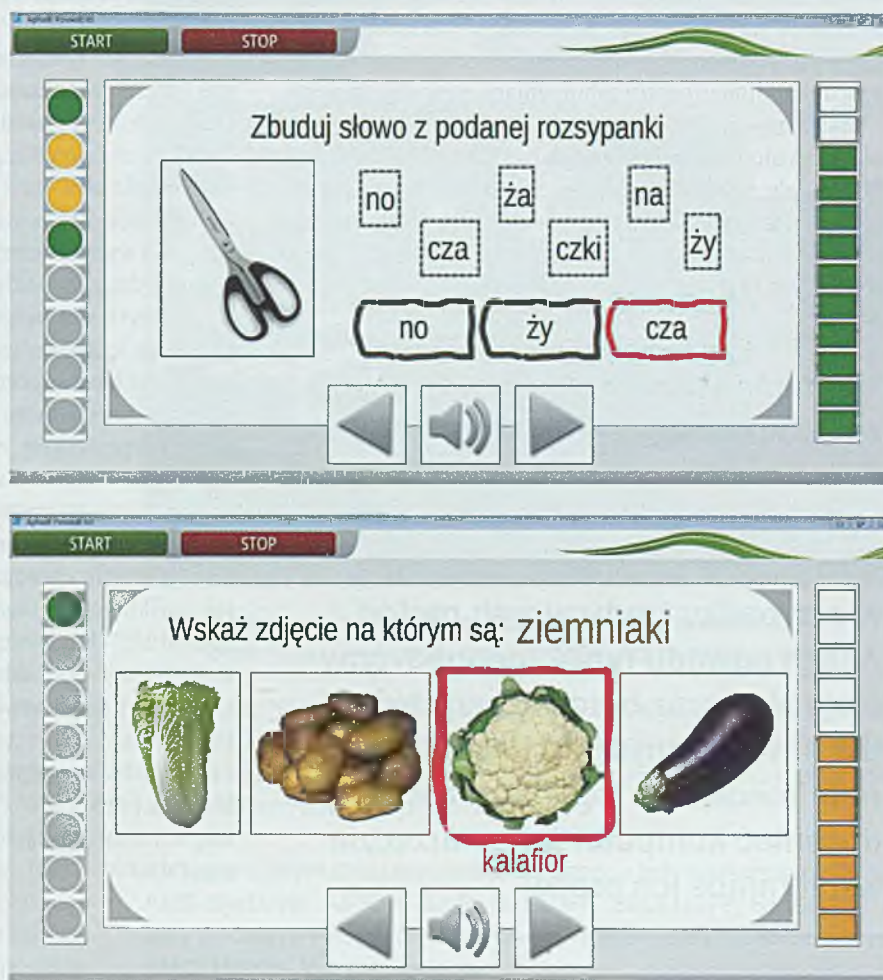 START STOP
Zbuduj słowo z podanej rozsypanki
no ża na
cza czki ży
no ży cza
START STOP
Wskaż zdjęcie na którym są: ziemniaki
kalafior